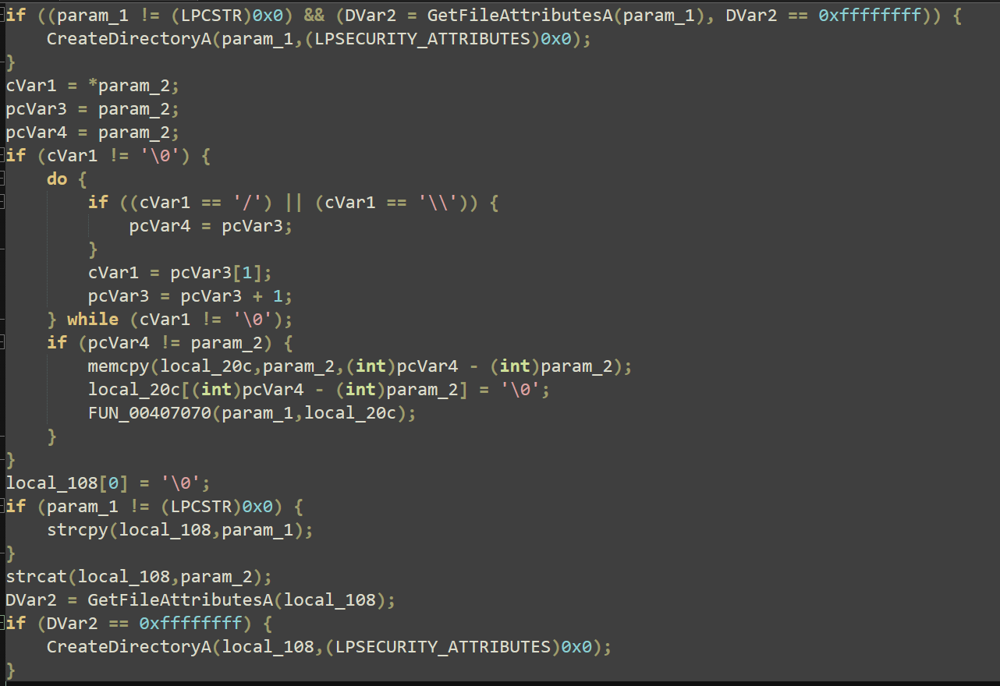 if ((param_1 != (LPCSTR)0x0) && (DVar2 = GetFileAttributesA(param_1), DVar2 == 0xffffffff)) {
    CreateDirectoryA(param_1,(LPSECURITY_ATTRIBUTES)0x0);
}
cVar1 = *param_2;
pcVar3 = param_2;
pcVar4 = param_2;
if (cVar1 != '\0') {
    do {
        if ((cVar1 == '/') || (cVar1 == '\\')) {
            pcVar4 = pcVar3;
        }
        cVar1 = pcVar3[1];
        pcVar3 = pcVar3 + 1;
    } while (cVar1 != '\0');
    if (pcVar4 != param_2) {
        memcpy(local_20c,param_2,(int)pcVar4 - (int)param_2);
        local_20c[(int)pcVar4 - (int)param_2] = '\0';
        FUN_00407070(param_1,local_20c);
    }
}
local_108[0] = '\0';
if (param_1 != (LPCSTR)0x0) {
    strcpy(local_108,param_1);
}
strcat(local_108,param_2);
DVar2 = GetFileAttributesA(local_108);
if (DVar2 == 0xffffffff) {
    CreateDirectoryA(local_108,(LPSECURITY_ATTRIBUTES)0x0);
}